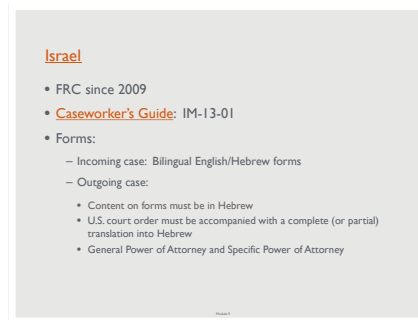 Israel
• FRC since 2009
• Caseworker's Guide: IM-13-01
• Forms:
– Incoming case: Bilingual English/Hebrew forms
– Outgoing case:
• Content on forms must be in Hebrew
• U.S. court order must be accompanied with a complete (or partial)
translation into Hebrew
• General Power of Attorney and Specific Power of Attorney